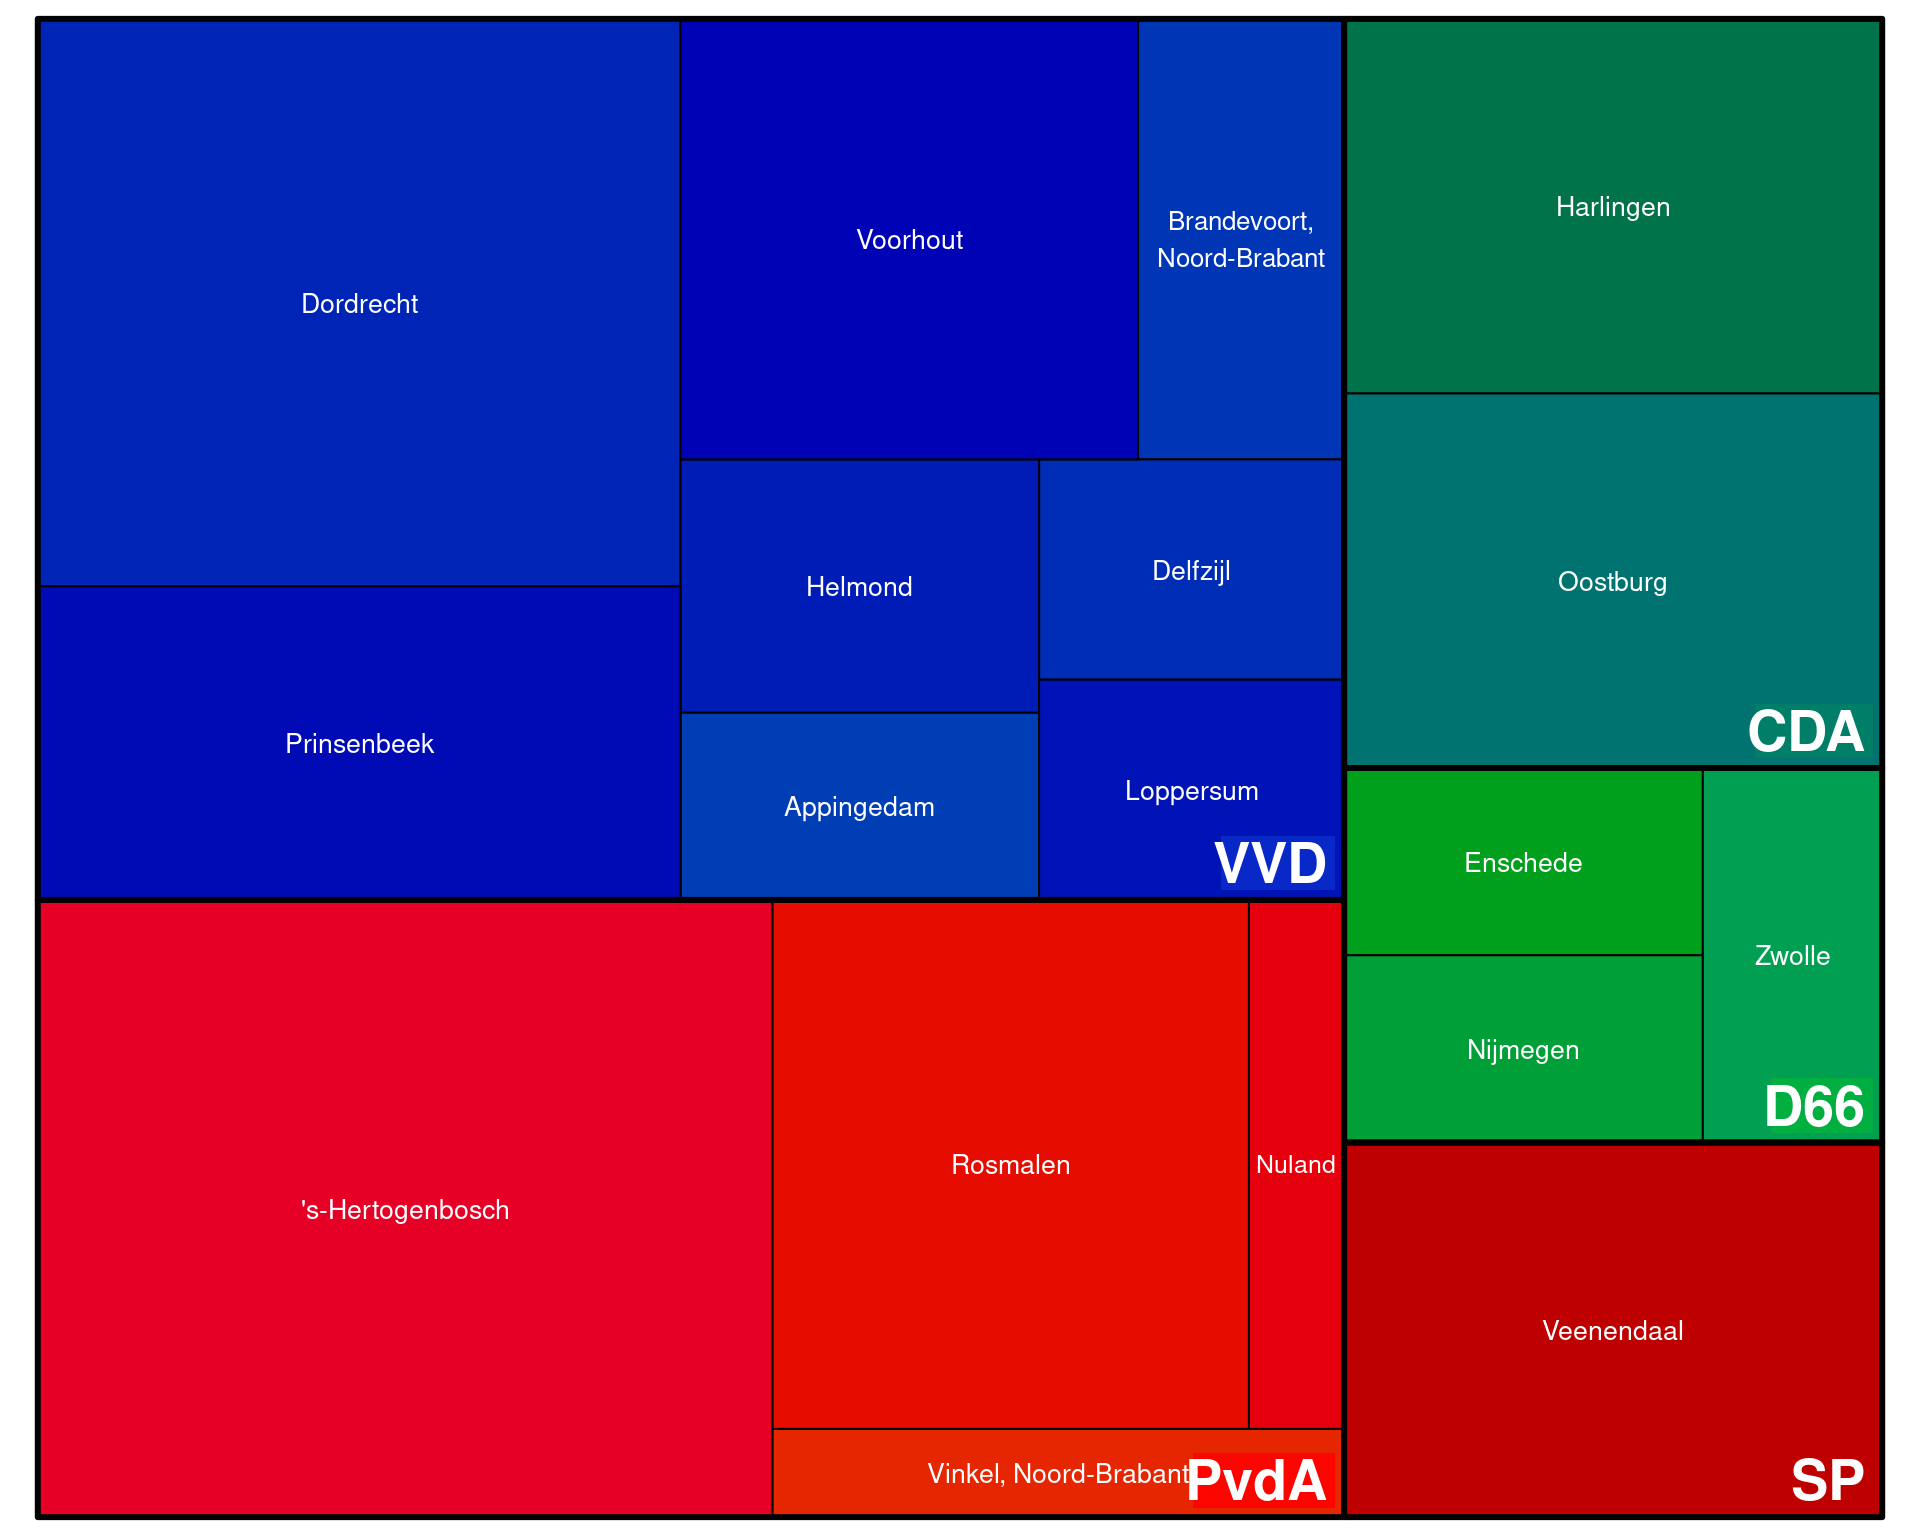 Dordrecht
Voorhout
Brandevoort,
Noord-Brabant
Harlingen
Helmond
Delfzijl
Oostburg
Prinsenbeek
Appingedam
Loppersum
VVD
CDA
Enschede
Zwolle
Nijmegen
D66
's-Hertogenbosch
Rosmalen
Nuland
Vinkel, Noord-Brabant
PvdA
Veenendaal
SP